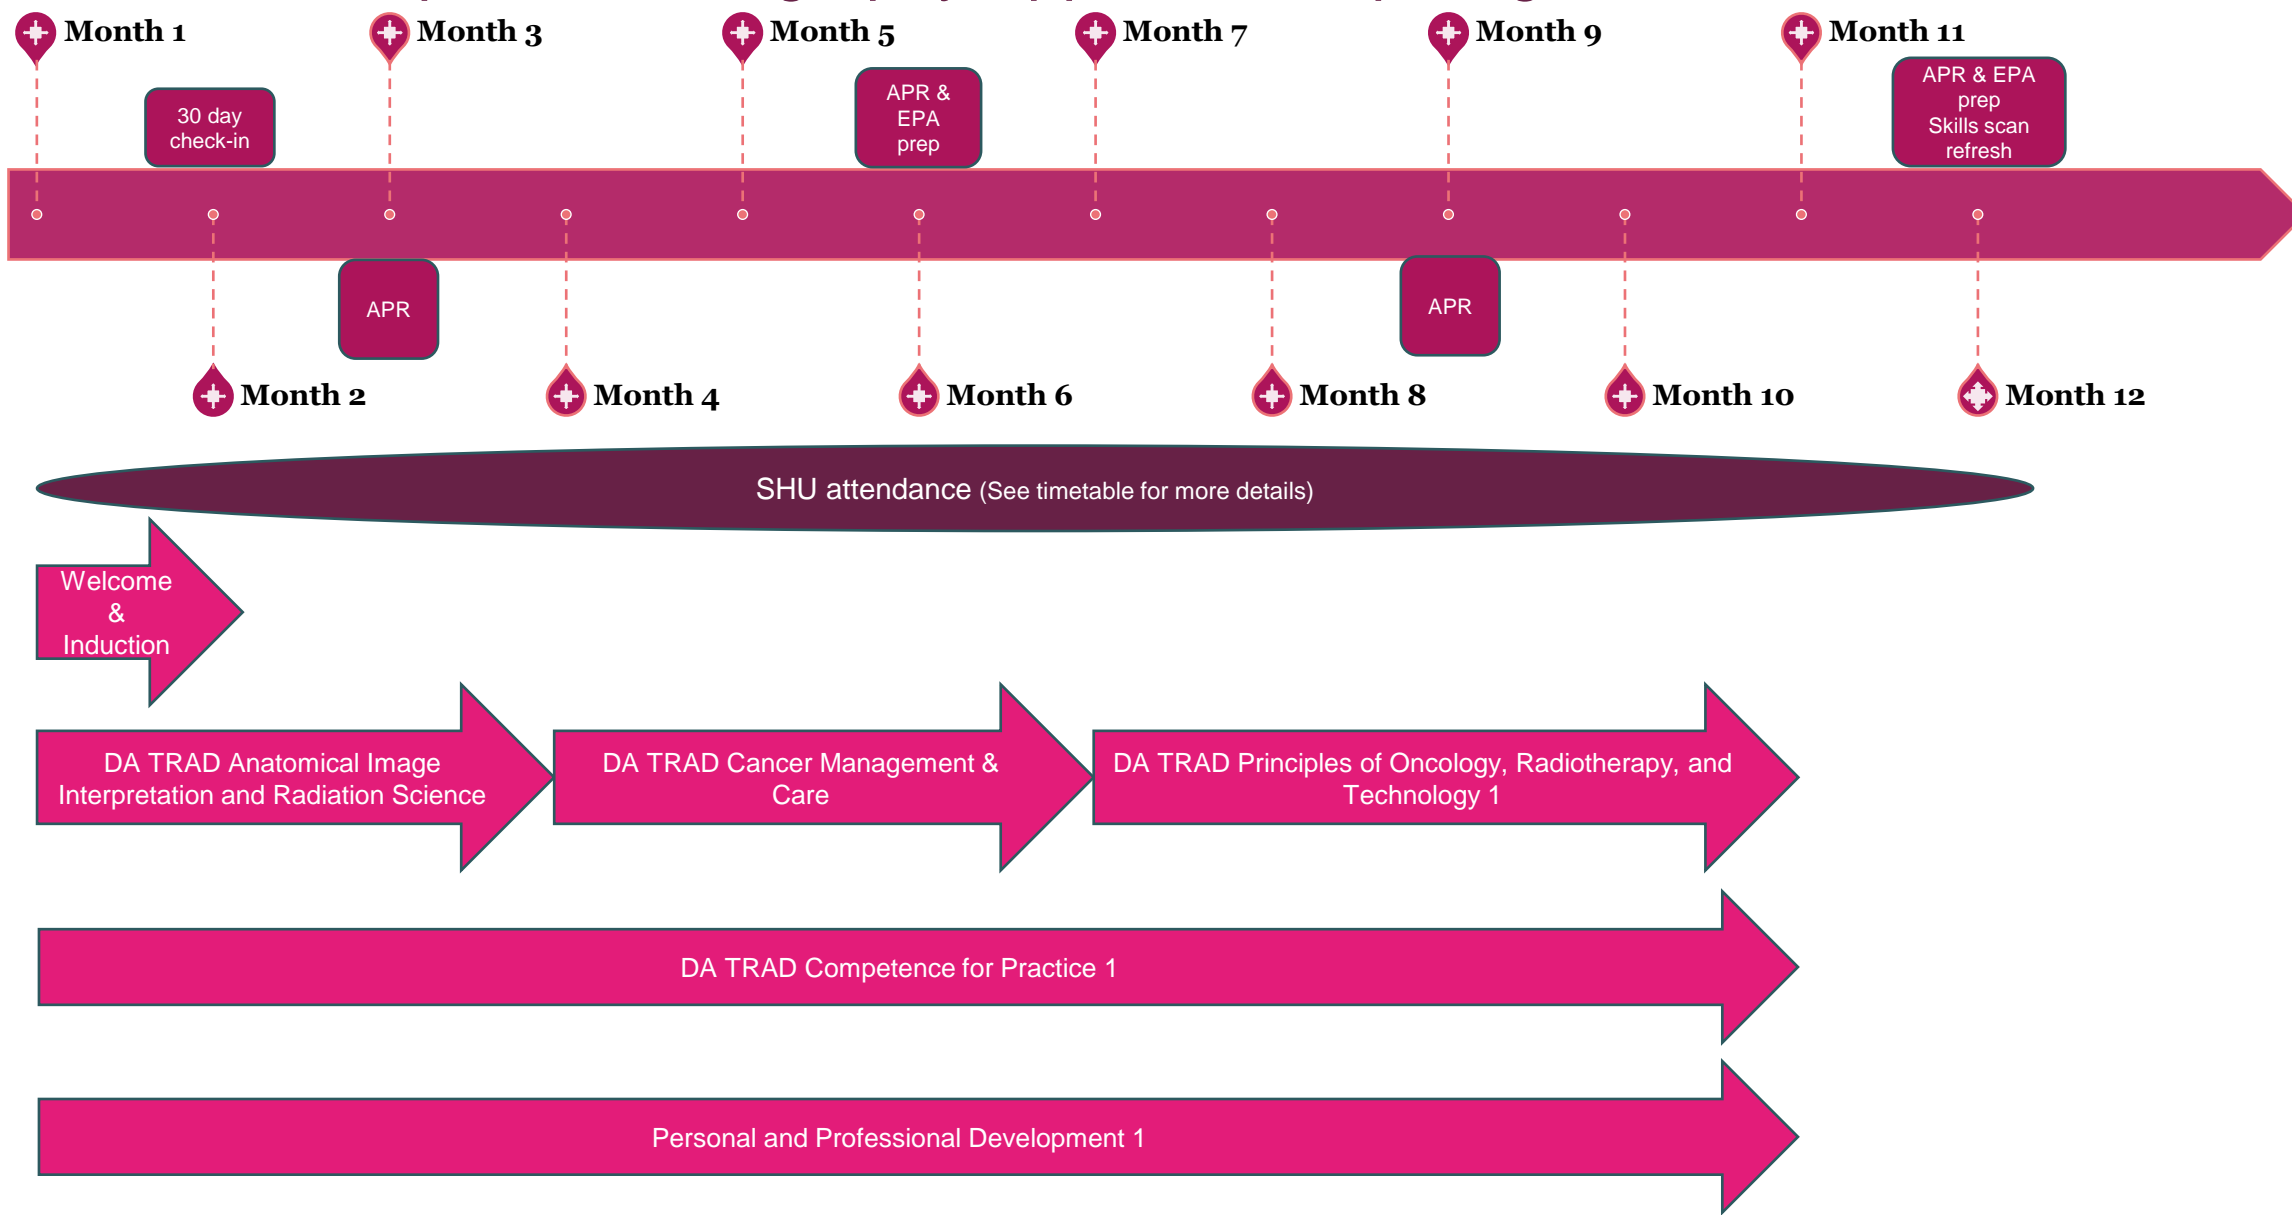 Month 1
Month 3
Month 5
Month 7
Month 9
Month 11
30 day
check-in
APR &
EPA
prep
APR & EPA
prep
Skills scan
refresh
APR
APR
Month 2
Month 4
Month 6
Month 8
Month 10
Month 12
SHU attendance (See timetable for more details)
Welcome
&
Induction
DA TRAD Anatomical Image
Interpretation and Radiation Science
DA TRAD Cancer Management &
Care
DA TRAD Principles of Oncology, Radiotherapy, and
Technology 1
DA TRAD Competence for Practice 1
Personal and Professional Development 1